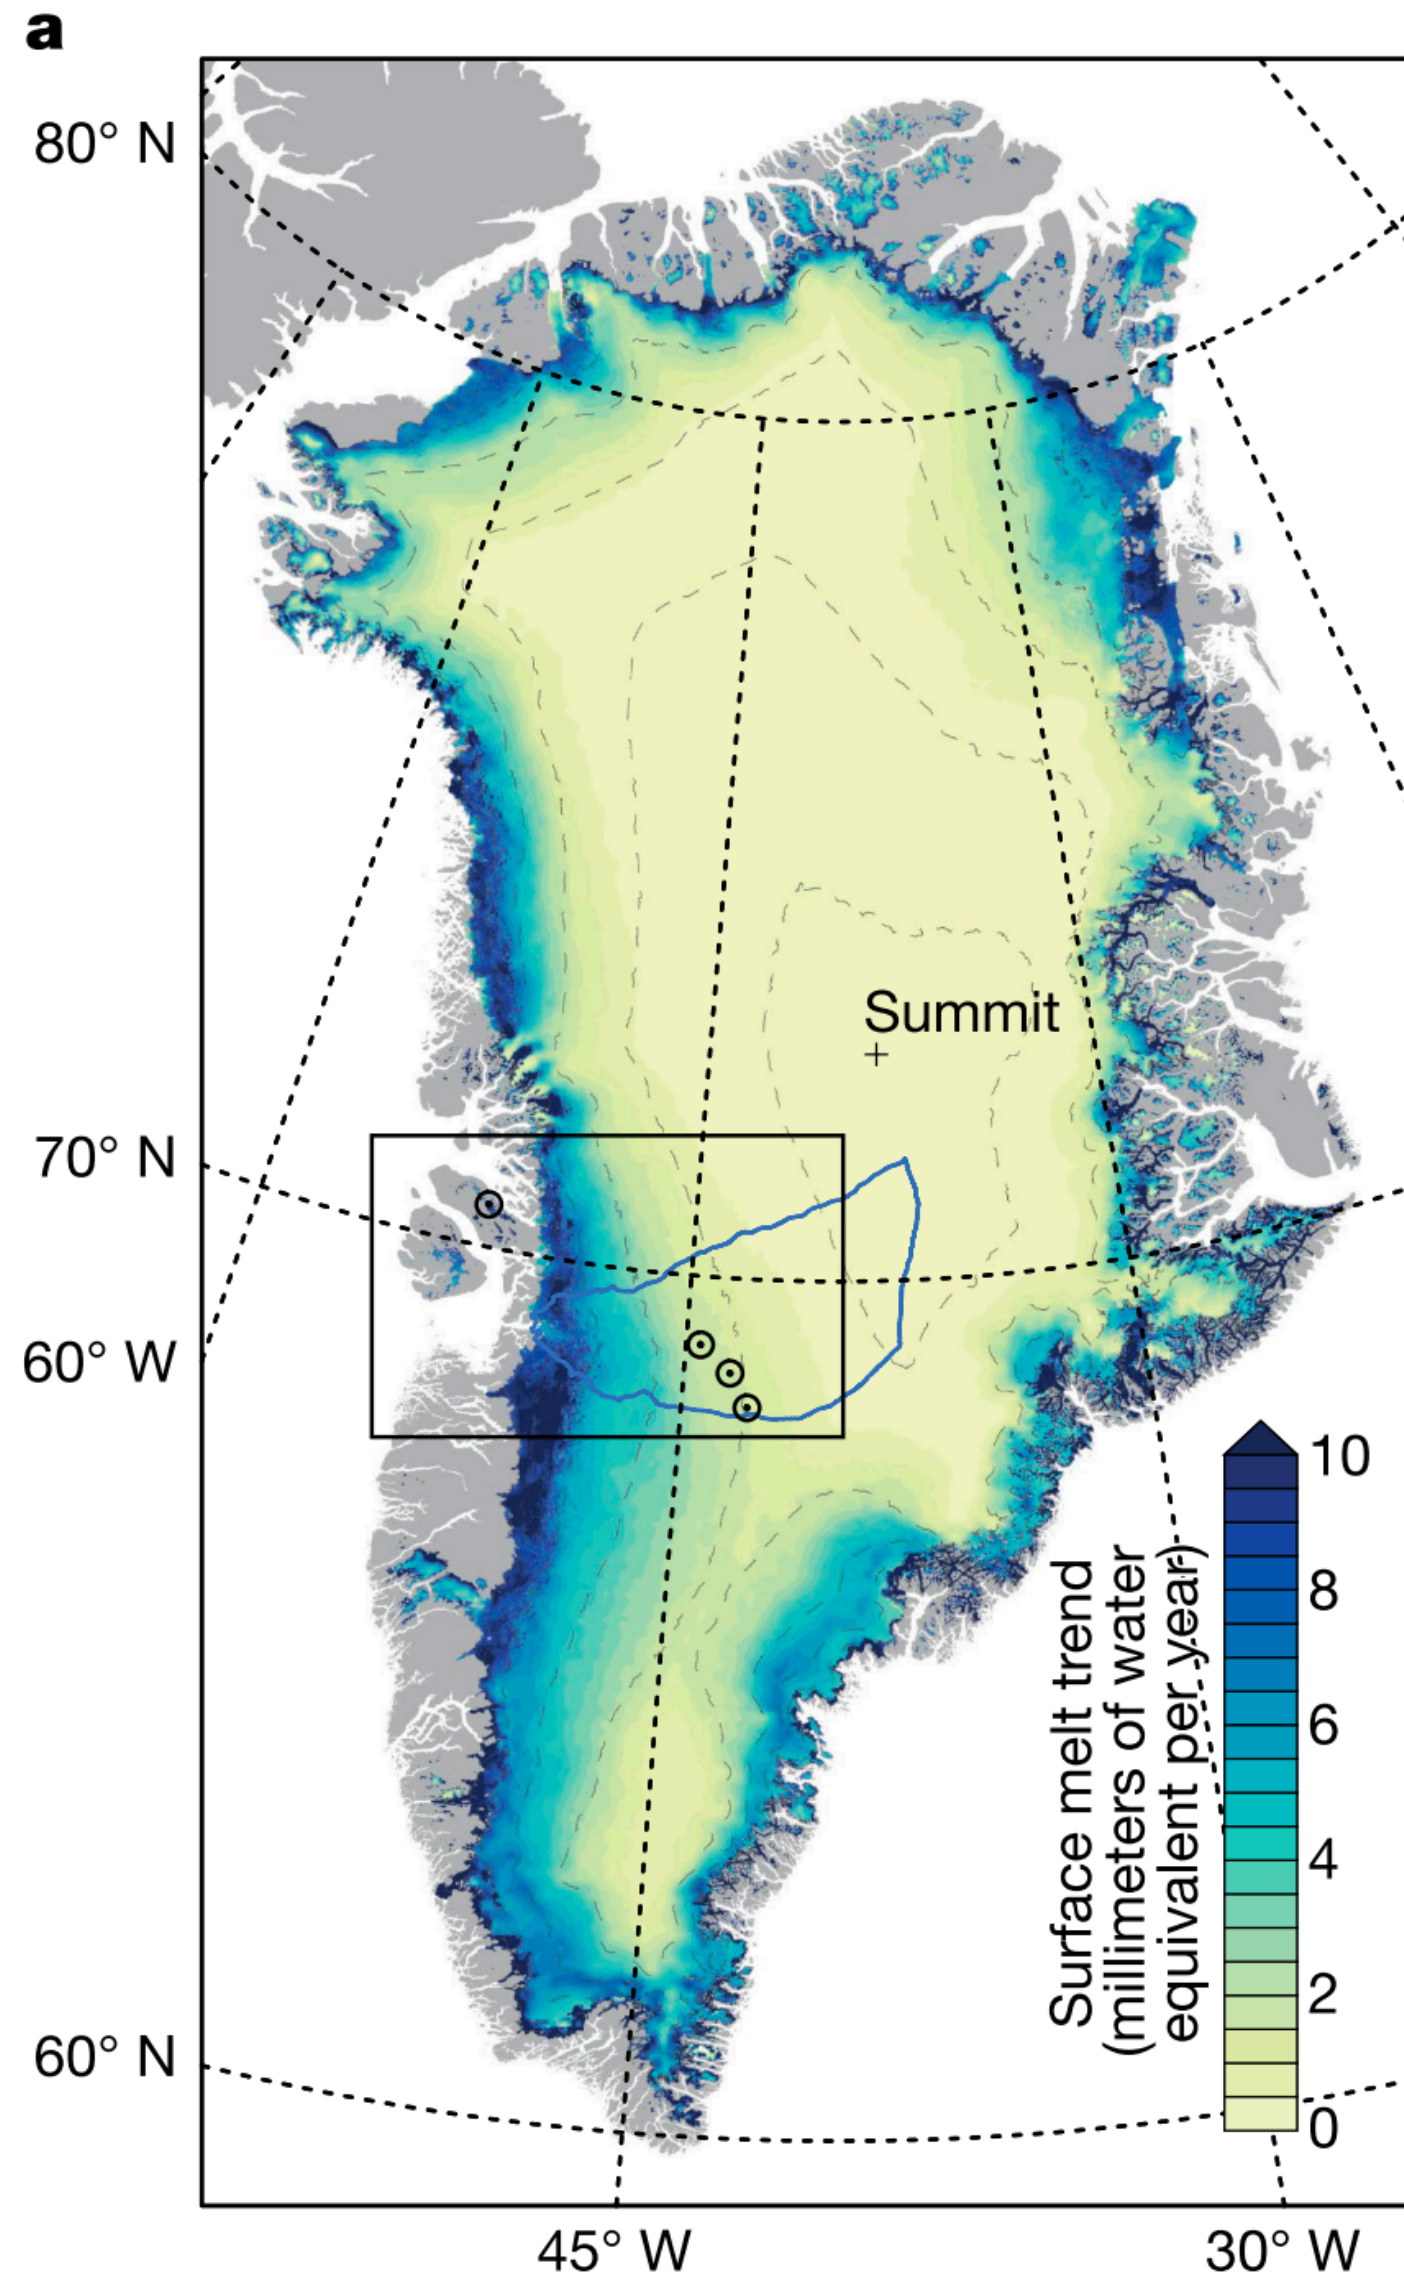 a
80° N
Summit
70° N
60° W
10
8
6
4
2
0
Surface melt trend
(millimeters of water
equivalent per year)
60° N
45° W
30° W